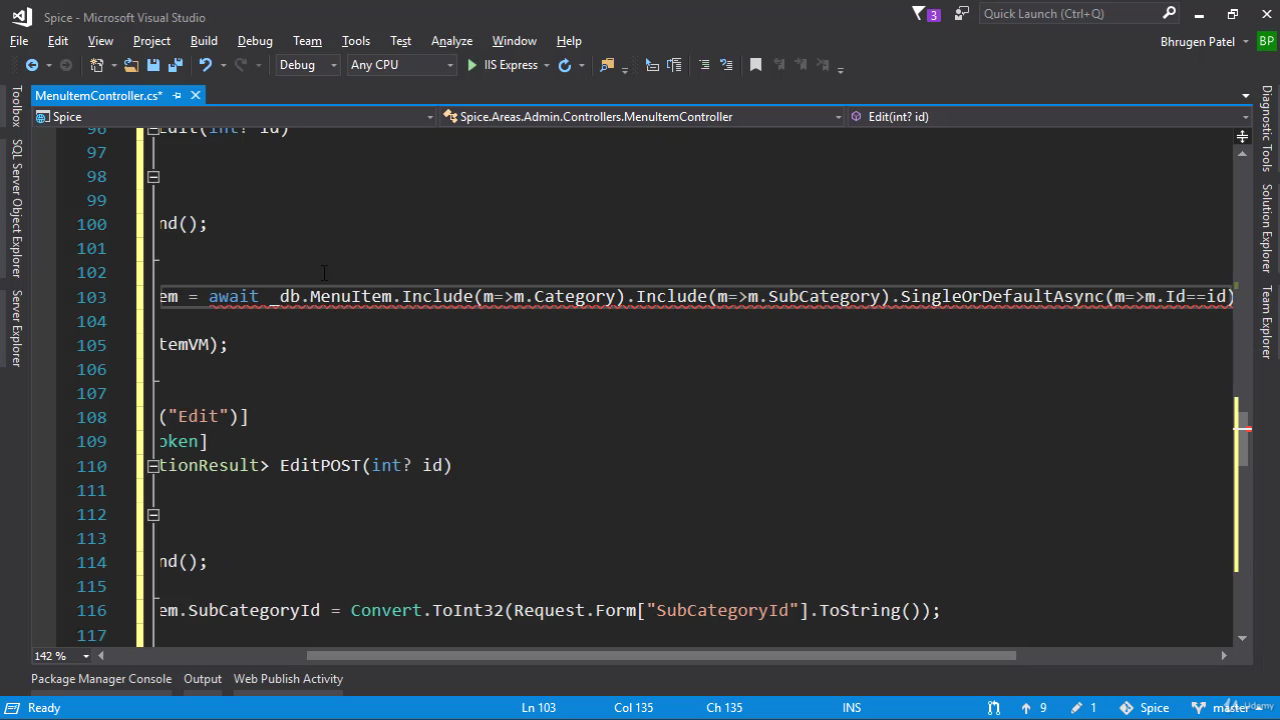 Spice - Microsoft Visual Studio
3
Quick Launch (Ctrl+Q)
File Edit View Project Build Debug Team Tools Test Analyze Window Help
Bhrugen Patel BP
Debug Any CPU IIS Express
MenuItemController.cs*
Spice Spice.Areas.Admin.Controllers.MenuItemController Edit(int? id)
Toolbox
SQL Server Object Explorer
Server Explorer
Diagnostic Tools
Solution Explorer
Team Explorer
96 Edit(int? id)
97
98
99
100 nd();
101
102
103 em = await _db.MenuItem.Include(m=>m.Category).Include(m=>m.SubCategory).SingleOrDefaultAsync(m=>m.Id==id)
104
105 temVM);
106
107
108 ("Edit")]
109 oken]
110 tionResult> EditPOST(int? id)
111
112
113
114 nd();
115
116 em.SubCategoryId = Convert.ToInt32(Request.Form["SubCategoryId"].ToString());
117
142 %
Package Manager Console Output Web Publish Activity
Ready Ln 103 Col 135 Ch 135 INS 9 1 Spice master
Udemy